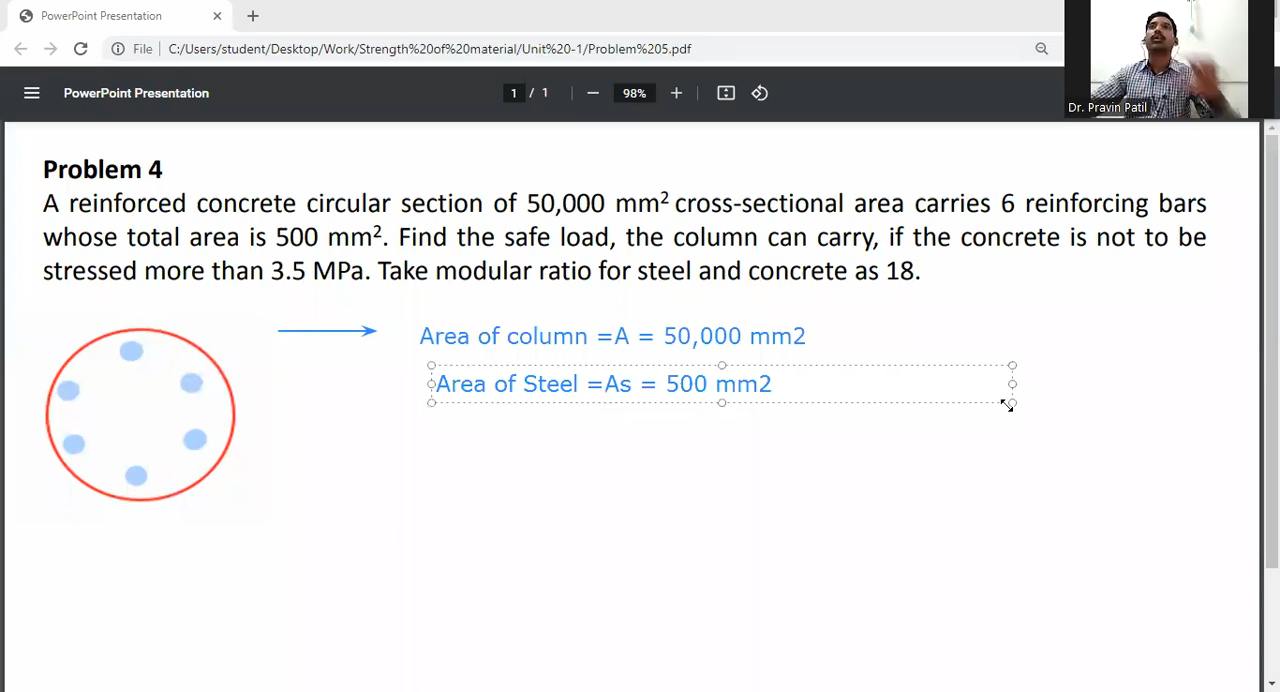 PowerPoint Presentation
File
C:/Users/student/Desktop/Work/Strength%20of%20material/Unit%20-1/Problem%205.pdf
PowerPoint Presentation
1 / 1
98%
Dr. Pravin Patil
Problem 4
A reinforced concrete circular section of 50,000 mm² cross-sectional area carries 6 reinforcing bars
whose total area is 500 mm². Find the safe load, the column can carry, if the concrete is not to be
stressed more than 3.5 MPa. Take modular ratio for steel and concrete as 18.
Area of column =A = 50,000 mm2
Area of Steel =As = 500 mm2